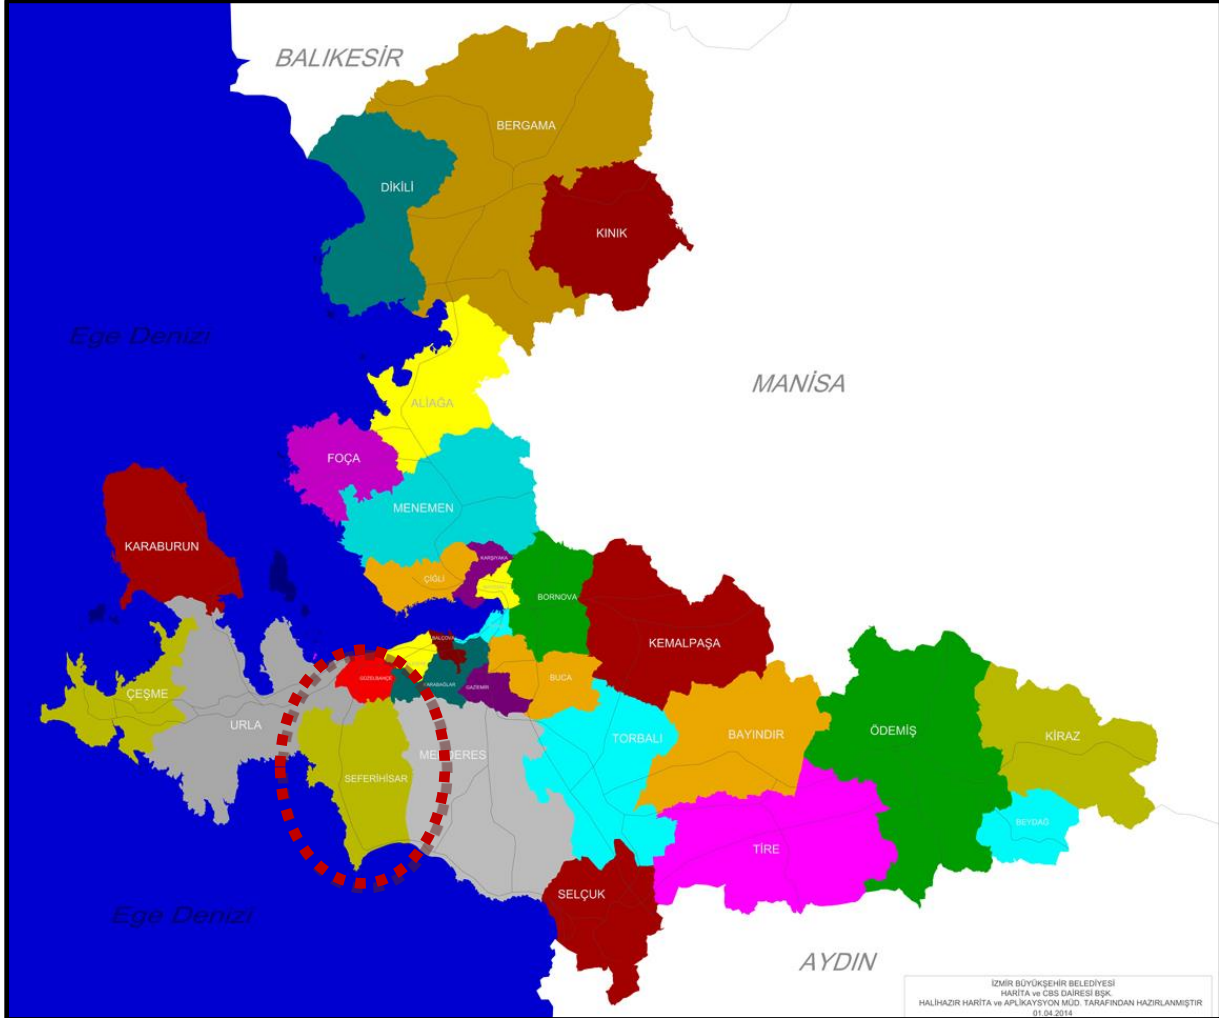 BALIKESİR
BERGAMA
DİKİLİ
KINIK
Ege Denizi
MANİSA
ALİAĞA
FOÇA
MENEMEN
KARABURUN
KARŞIYAKA
ÇİĞLİ
BORNOVA
BALÇOVA
KEMALPAŞA
GÜZELBAHÇE
KARABAĞLAR
GAZİEMİR
BUCA
ÇEŞME
URLA
TORBALI
BAYINDIR
ÖDEMİŞ
KİRAZ
MENDERES
SEFERİHİSAR
BEYDAĞ
TİRE
SELÇUK
Ege Denizi
AYDIN
İZMİR BÜYÜKŞEHİR BELEDİYESİ
HARİTA ve CBS DAİRESİ BŞK.
HALİHAZIR HARİTA ve APLİKAYSYON MÜD. TARAFINDAN HAZIRLANMIŞTIR
01.04.2014